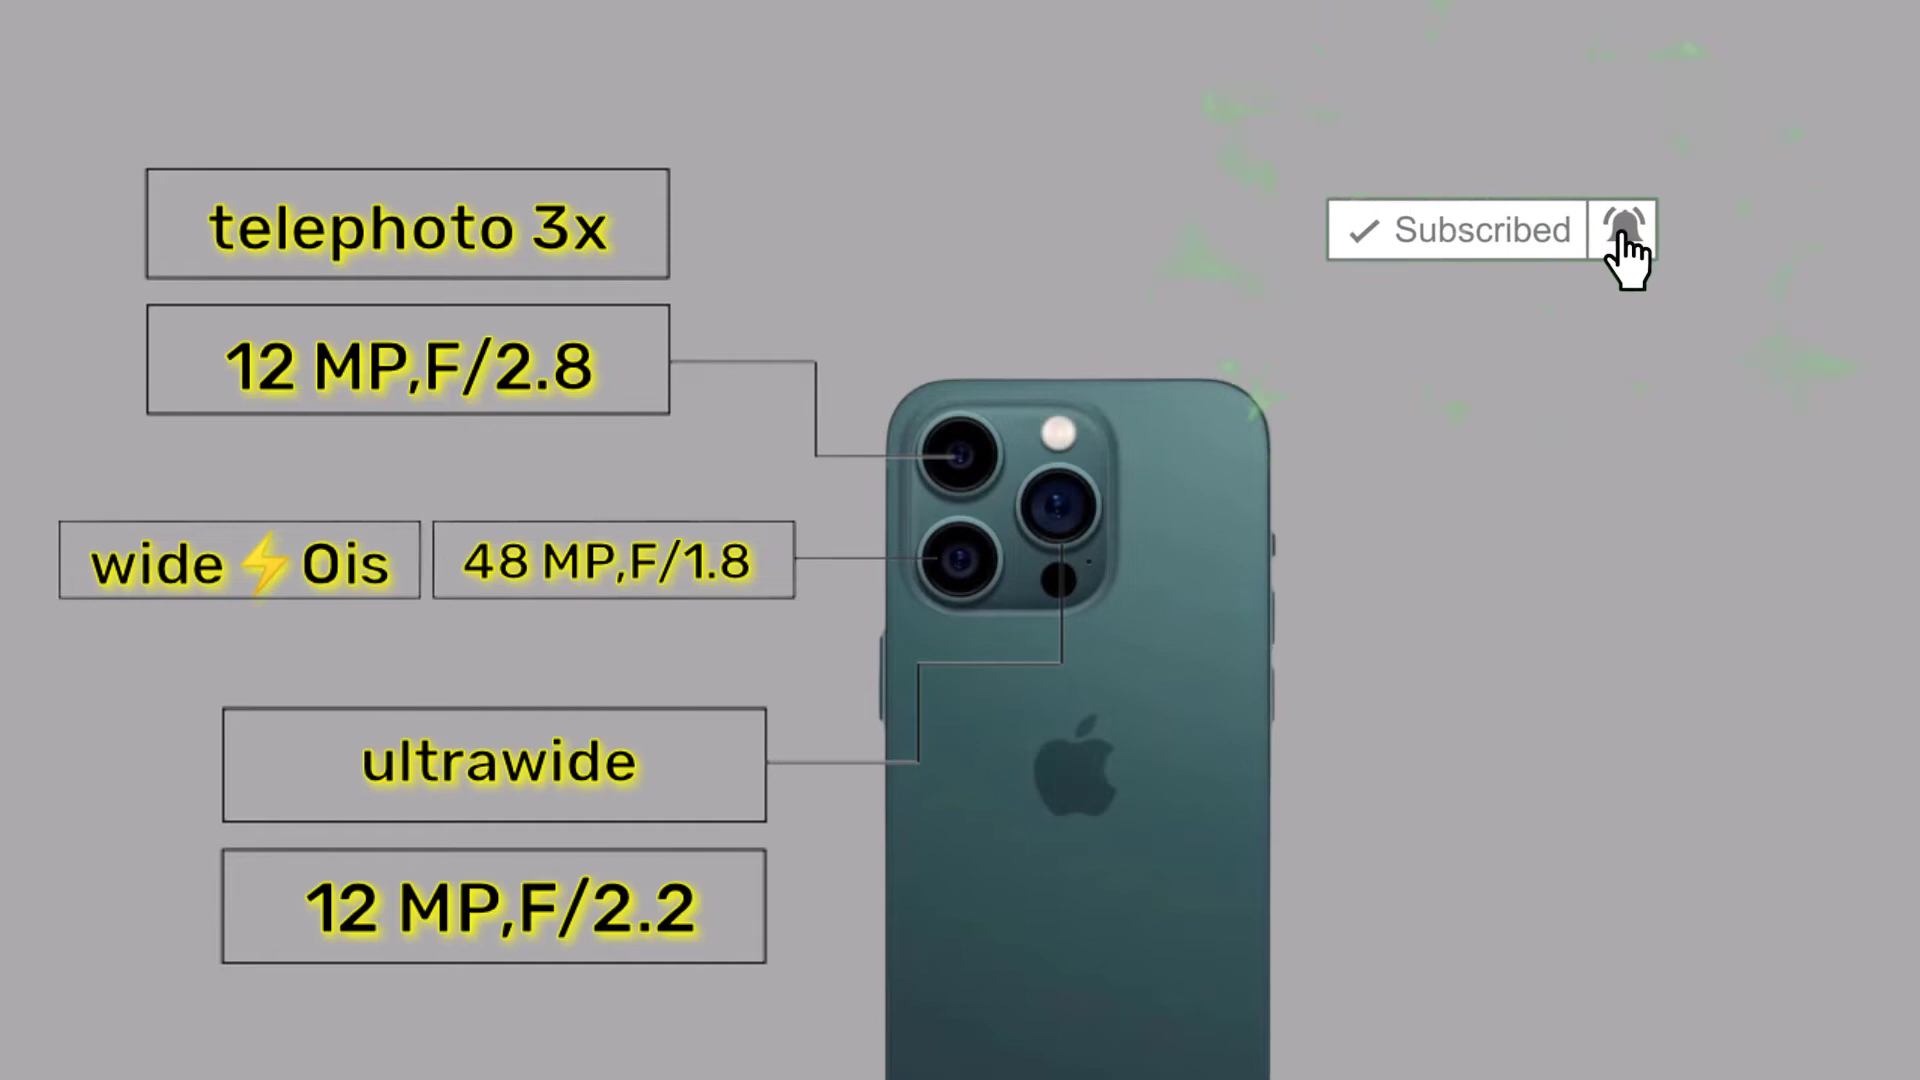 telephoto 3x
12 MP,F/2.8
Subscribed
wide⚡Ois
48 MP,F/1.8
ultrawide
12 MP,F/2.2